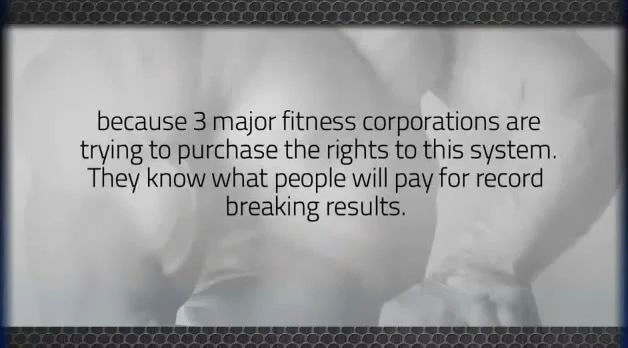 because 3 major fitness corporations are
trying to purchase the rights to this system.
They know what people will pay for record
breaking results.